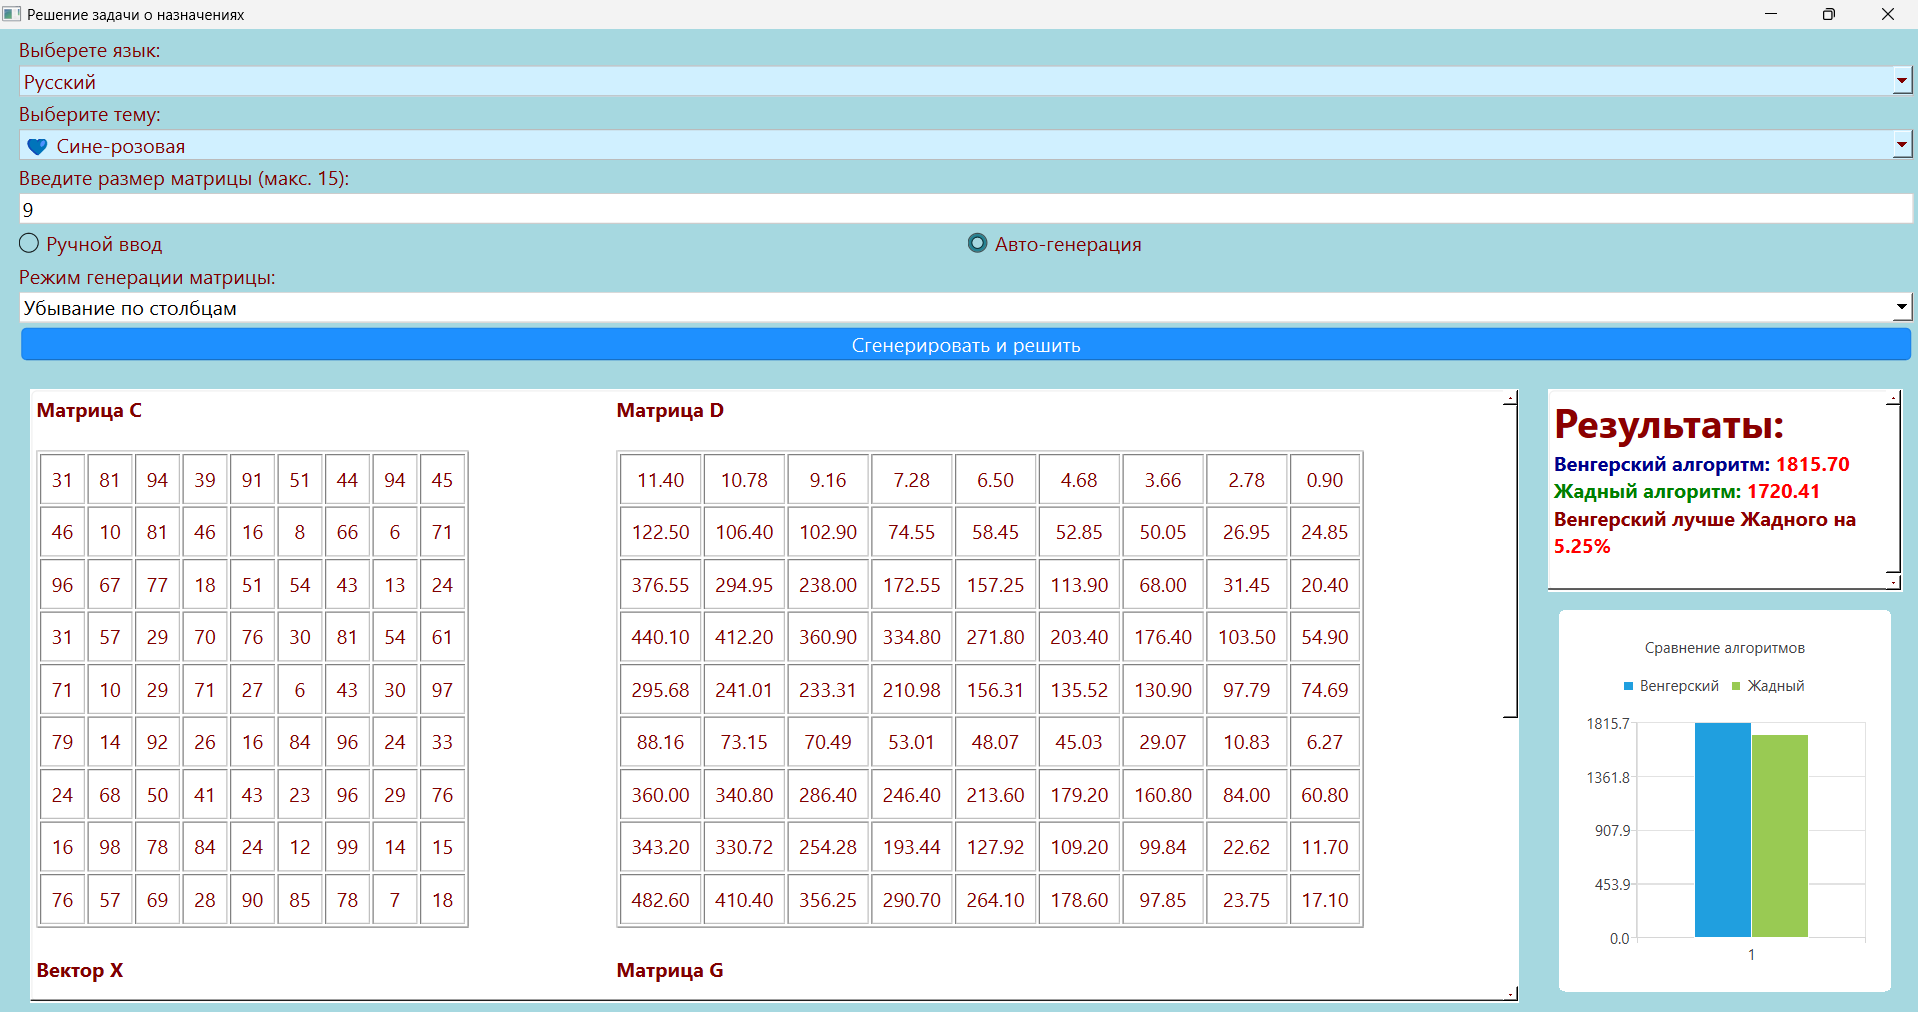 Решение задачи о назначениях
Выберете язык:
Русский
Выберите тему:
💙 Сине-розовая
Введите размер матрицы (макс. 15):
9
Ручной ввод
Авто-генерация
Режим генерации матрицы:
Убывание по столбцам
Сгенерировать и решить
Матрица C
31 81 94 39 91 51 44 94 45
46 10 81 46 16 8 66 6 71
96 67 77 18 51 54 43 13 24
31 57 29 70 76 30 81 54 61
71 10 29 71 27 6 43 30 97
79 14 92 26 16 84 96 24 33
24 68 50 41 43 23 96 29 76
16 98 78 84 24 12 99 14 15
76 57 69 28 90 85 78 7 18
Матрица D
11.40 10.78 9.16 7.28 6.50 4.68 3.66 2.78 0.90
122.50 106.40 102.90 74.55 58.45 52.85 50.05 26.95 24.85
376.55 294.95 238.00 172.55 157.25 113.90 68.00 31.45 20.40
440.10 412.20 360.90 334.80 271.80 203.40 176.40 103.50 54.90
295.68 241.01 233.31 210.98 156.31 135.52 130.90 97.79 74.69
88.16 73.15 70.49 53.01 48.07 45.03 29.07 10.83 6.27
360.00 340.80 286.40 246.40 213.60 179.20 160.80 84.00 60.80
343.20 330.72 254.28 193.44 127.92 109.20 99.84 22.62 11.70
482.60 410.40 356.25 290.70 264.10 178.60 97.85 23.75 17.10
Вектор X
Матрица G
Результаты:
Венгерский алгоритм: 1815.70
Жадный алгоритм: 1720.41
Венгерский лучше Жадного на
5.25%
Сравнение алгоритмов
Венгерский Жадный
1815.7
1361.8
907.9
453.9
0.0
1